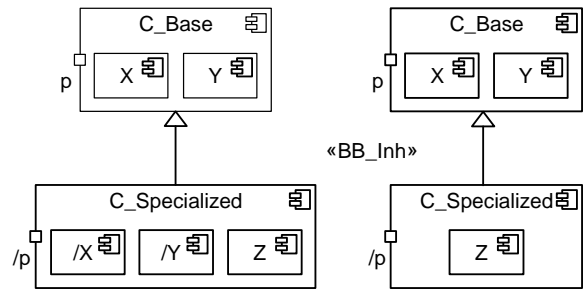 C_Base
X Y
p
C_Specialized
/X /Y Z
/p
C_Base
X Y
p
«BB_Inh»
C_Specialized
Z
/p